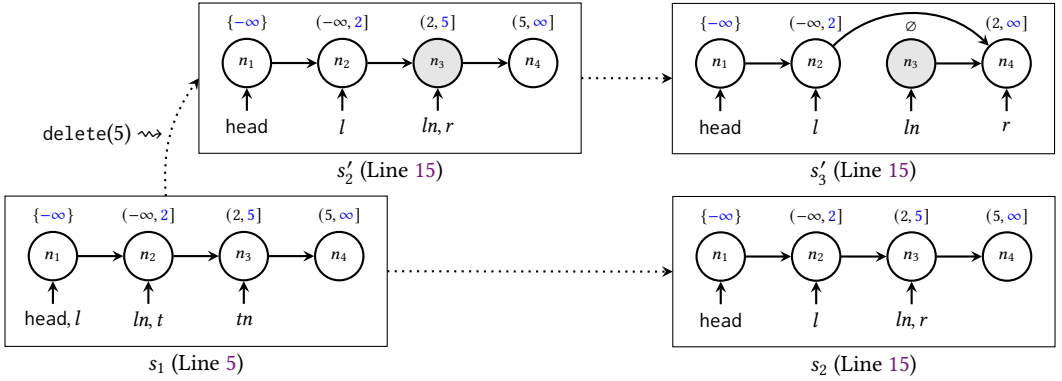 {−∞} (−∞, 2] (2, 5] (5, ∞]
n1 n2 n3 n4
head l ln, r
s′2 (Line 15)
{−∞} (−∞, 2] ∅ (2, ∞]
n1 n2 n3 n4
head l ln r
s′3 (Line 15)
delete(5) ⇝
{−∞} (−∞, 2] (2, 5] (5, ∞]
n1 n2 n3 n4
head, l ln, t tn
s1 (Line 5)
{−∞} (−∞, 2] (2, 5] (5, ∞]
n1 n2 n3 n4
head l ln, r
s2 (Line 15)